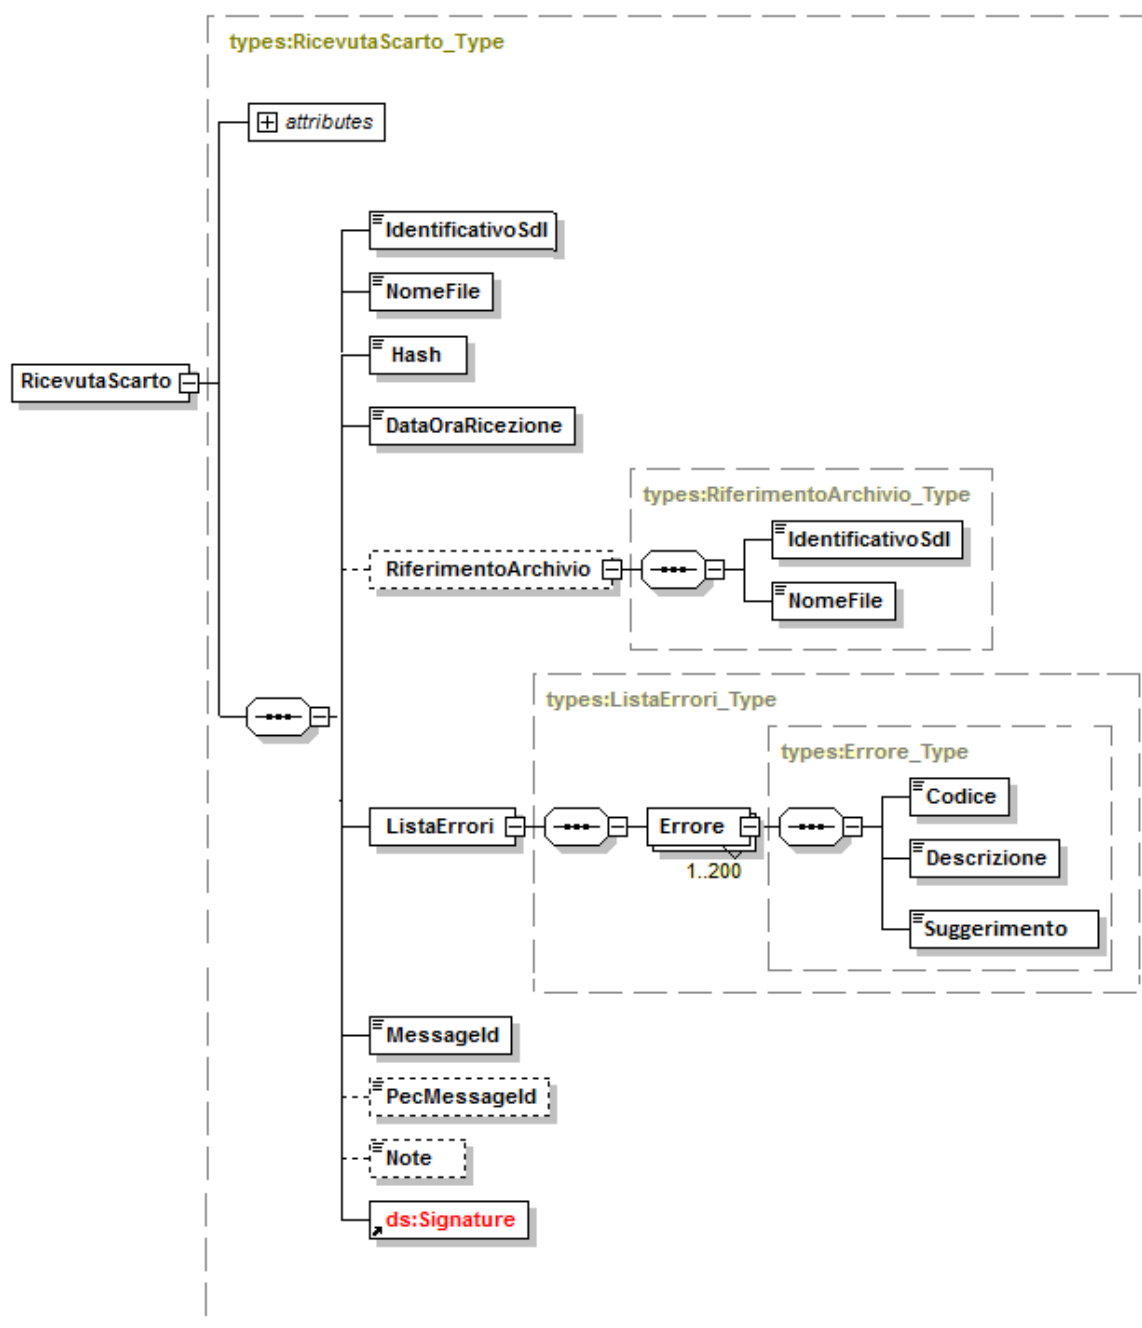 types:RicevutaScarto_Type
attributes
IdentificativoSdI
NomeFile
Hash
RicevutaScarto
DataOraRicezione
types:RiferimentoArchivio_Type
IdentificativoSdI
RiferimentoArchivio
NomeFile
types:ListaErrori_Type
types:Errore_Type
Codice
ListaErrori
Errore
Descrizione
1..200
Suggerimento
MessageId
PecMessageId
Note
ds:Signature